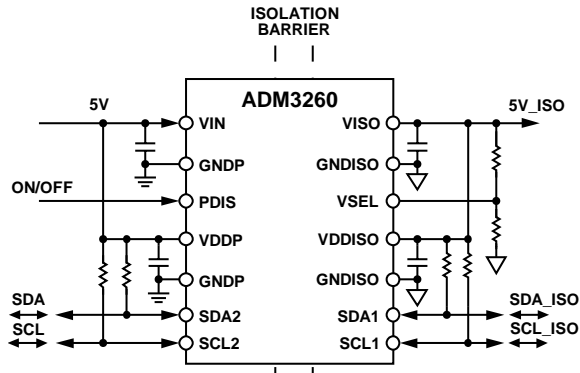 ISOLATION
BARRIER
ADM3260
5V
VIN
VISO
5V_ISO
GNDP
GNDISO
ON/OFF
PDIS
VSEL
VDDP
VDDISO
GNDP
GNDISO
SDA
SDA2
SDA1
SDA_ISO
SCL
SCL2
SCL1
SCL_ISO